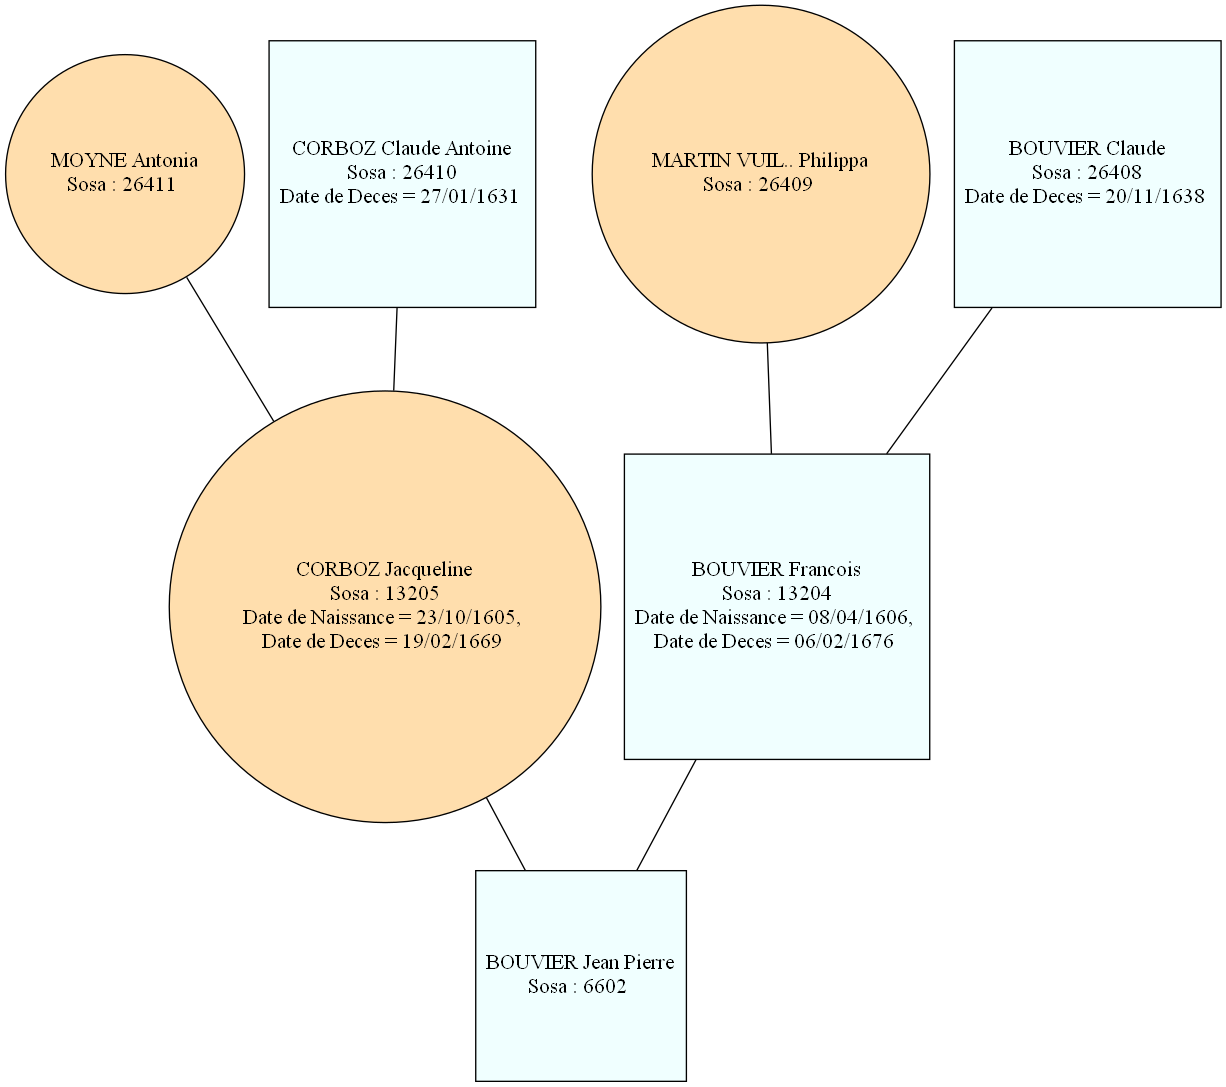 MOYNE Antonia
Sosa : 26411
CORBOZ Claude Antoine
Sosa : 26410
Date de Deces = 27/01/1631
MARTIN VUIL.. Philippa
Sosa : 26409
BOUVIER Claude
Sosa : 26408
Date de Deces = 20/11/1638
CORBOZ Jacqueline
Sosa : 13205
Date de Naissance = 23/10/1605,
Date de Deces = 19/02/1669
BOUVIER Francois
Sosa : 13204
Date de Naissance = 08/04/1606,
Date de Deces = 06/02/1676
BOUVIER Jean Pierre
Sosa : 6602